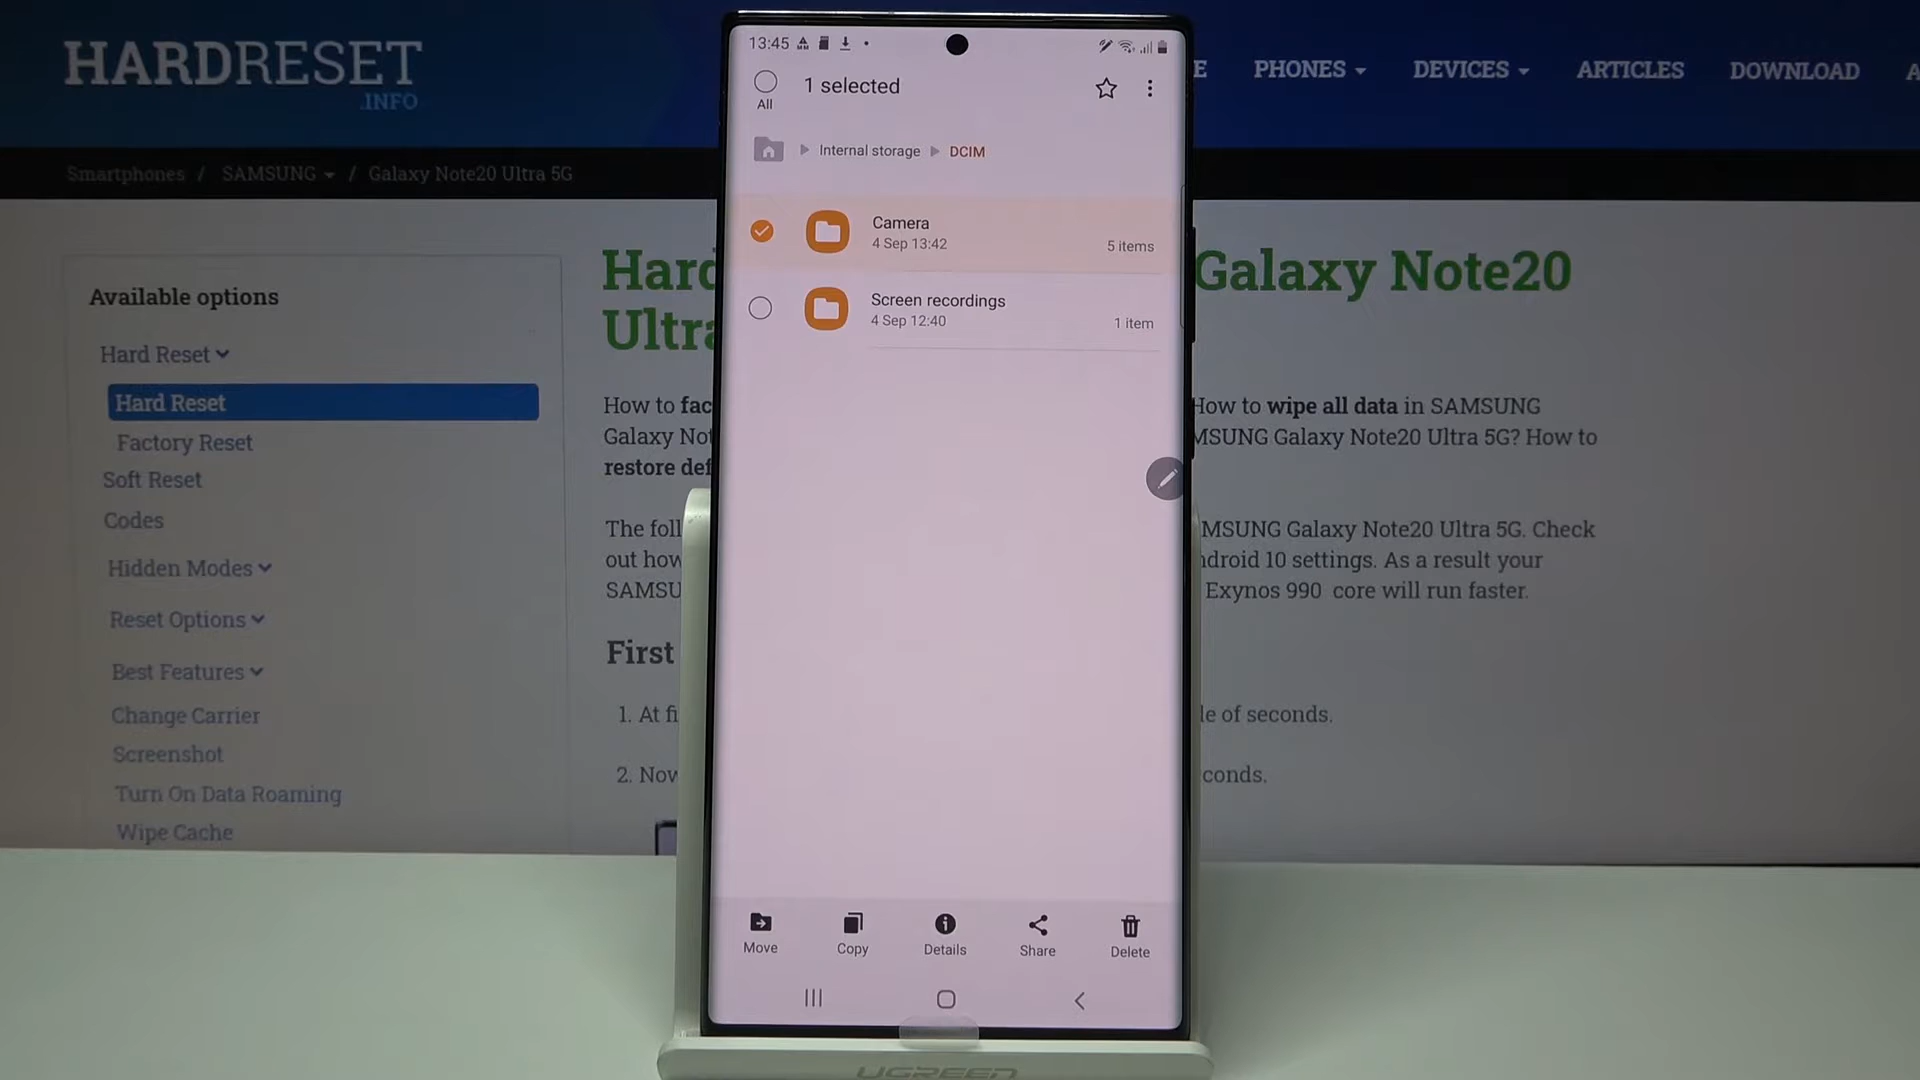 HARDRESET
.INFO
E PHONES DEVICES ARTICLES DOWNLOAD A
Smartphones / SAMSUNG / Galaxy Note20 Ultra 5G
Available options
Hard Reset
Hard Reset
Factory Reset
Soft Reset
Codes
Hidden Modes
Reset Options
Best Features
Change Carrier
Screenshot
Turn On Data Roaming
Wipe Cache
13:45
All
1 selected
Internal storage DCIM
Camera
4 Sep 13:42
5 items
Screen recordings
4 Sep 12:40
1 item
Move Copy Details Share Delete
Hard Galaxy Note20
Ultra
How to fac How to wipe all data in SAMSUNG
Galaxy Not MSUNG Galaxy Note20 Ultra 5G? How to
restore def
The foll MSUNG Galaxy Note20 Ultra 5G. Check
out how ndroid 10 settings. As a result your
SAMSU Exynos 990 core will run faster.
First
1. At fi le of seconds.
2. Now conds.
UGREEN